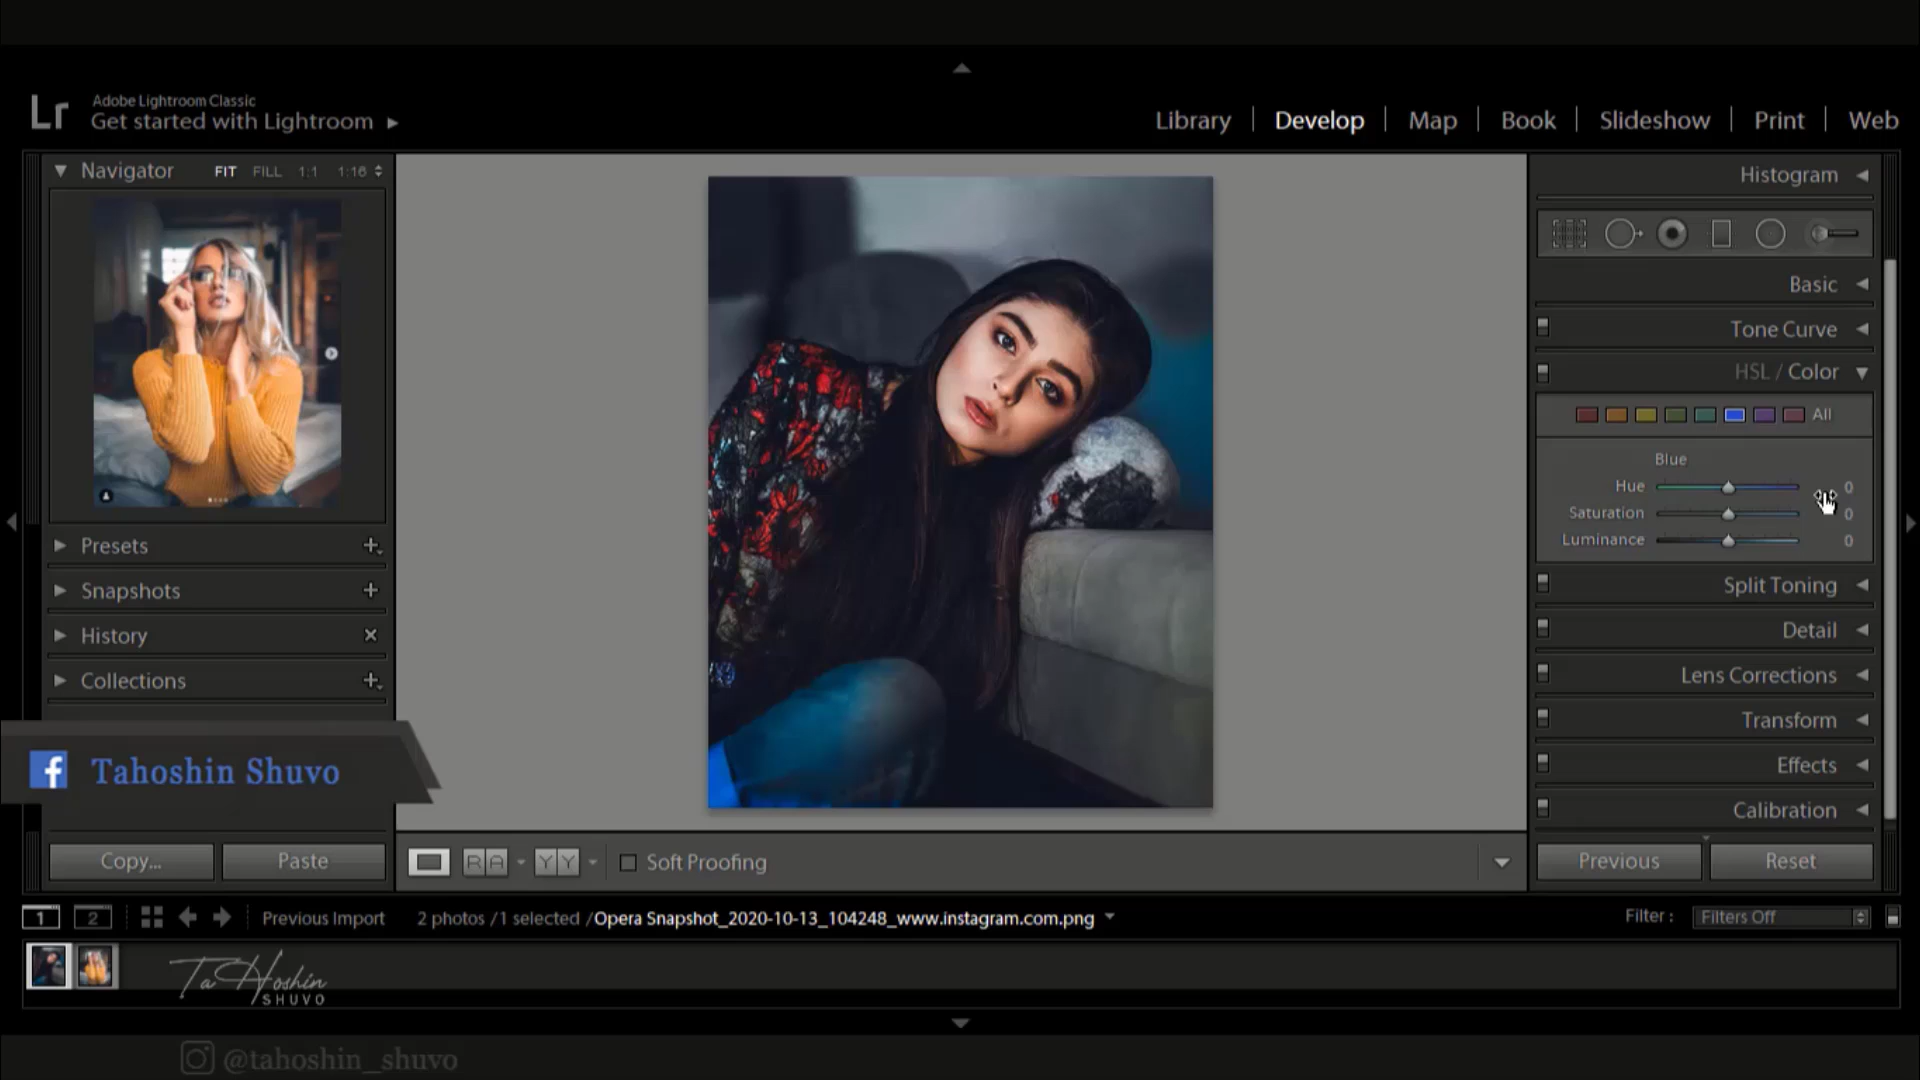 Lr
Adobe Lightroom Classic
Get started with Lightroom
Library
Develop
Map
Book
Slideshow
Print
Web
Navigator
FIT
FILL
1:1
1:16
Presets
Snapshots
History
Collections
Tahoshin Shuvo
Copy...
Paste
Soft Proofing
Histogram
Basic
Tone Curve
HSL / Color
All
Blue
Hue 0
Saturation 0
Luminance 0
Split Toning
Detail
Lens Corrections
Transform
Effects
Calibration
Previous
Reset
1
2
Previous Import
2 photos /1 selected /Opera Snapshot_2020-10-13_104248_www.instagram.com.png
Filter :
Filters Off
TaHoshin
SHUVO
@tahoshin_shuvo
R A
Y Y